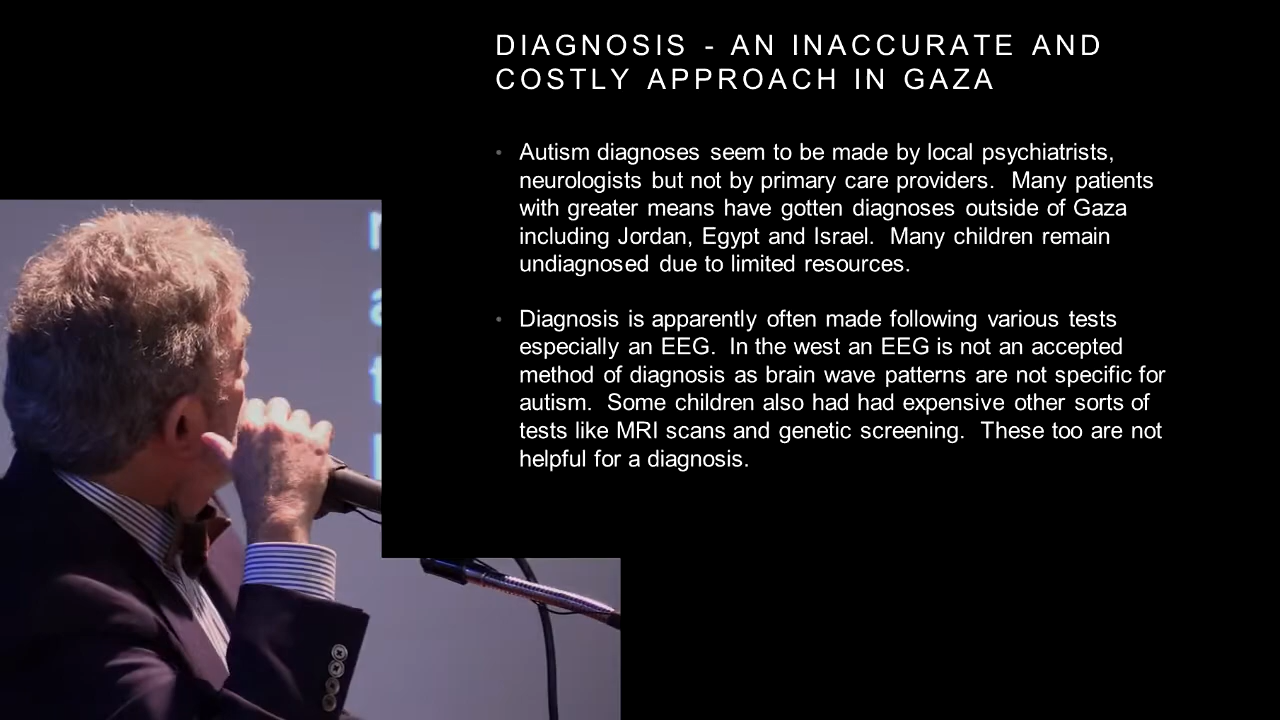 DIAGNOSIS - AN INACCURATE AND
COSTLY APPROACH IN GAZA
• Autism diagnoses seem to be made by local psychiatrists,
neurologists but not by primary care providers. Many patients
with greater means have gotten diagnoses outside of Gaza
including Jordan, Egypt and Israel. Many children remain
undiagnosed due to limited resources.
• Diagnosis is apparently often made following various tests
especially an EEG. In the west an EEG is not an accepted
method of diagnosis as brain wave patterns are not specific for
autism. Some children also had had expensive other sorts of
tests like MRI scans and genetic screening. These too are not
helpful for a diagnosis.